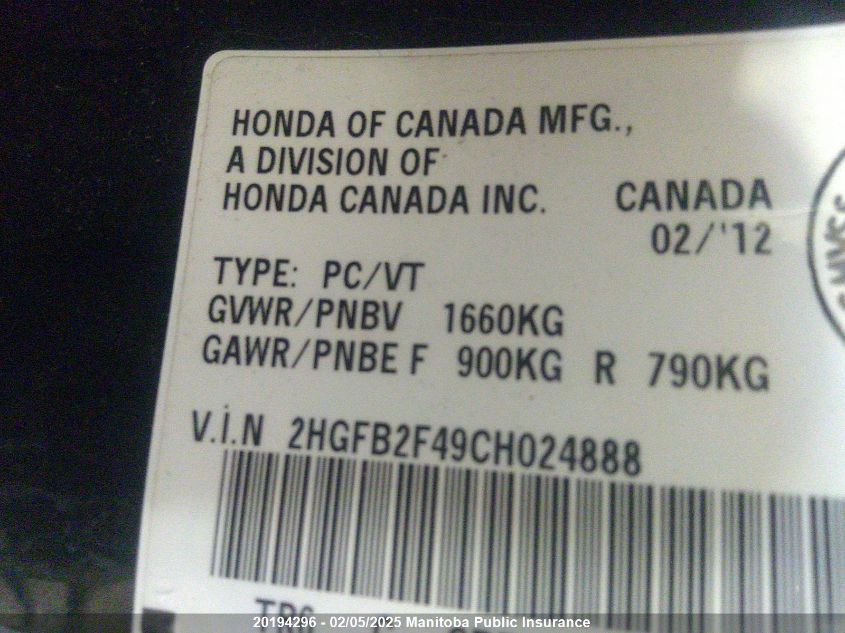 HONDA OF CANADA MFG.,
A DIVISION OF
HONDA CANADA INC. CANADA
02/'12
TYPE: PC/VT
GVWR/PNBV 1660KG
GAWR/PNBE F 900KG R 790KG
V.I.N 2HGFB2F49CH024888
20194296 - 02/05/2025 Manitoba Public Insurance